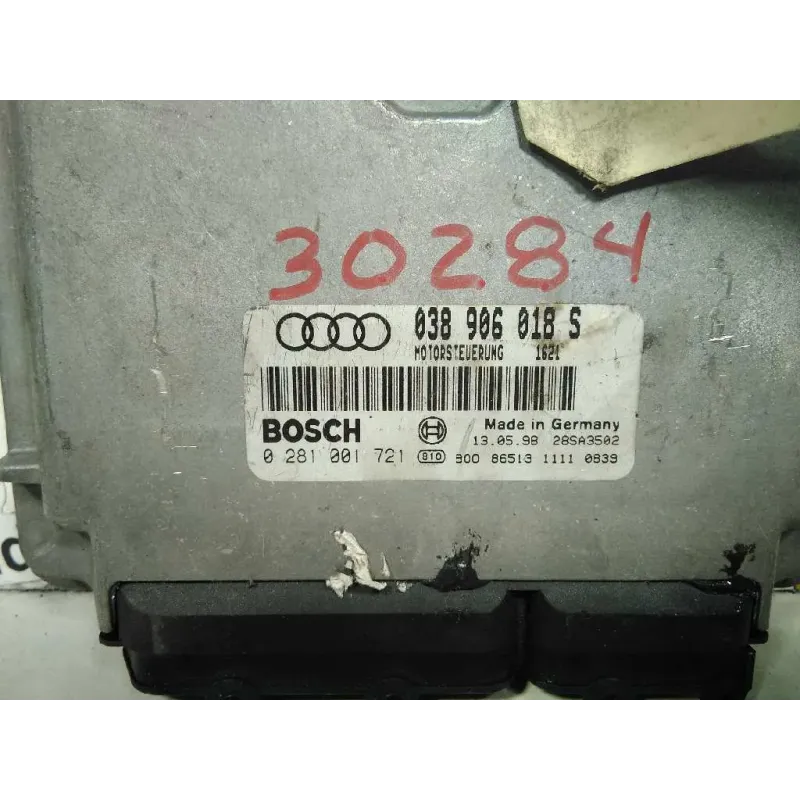 30284
038 906 018 S
MOTORSTEUERUNG 1621
BOSCH
Made in Germany
13.05.98 28SA3502
0 281 001 721 810 900 86513 1111 0839